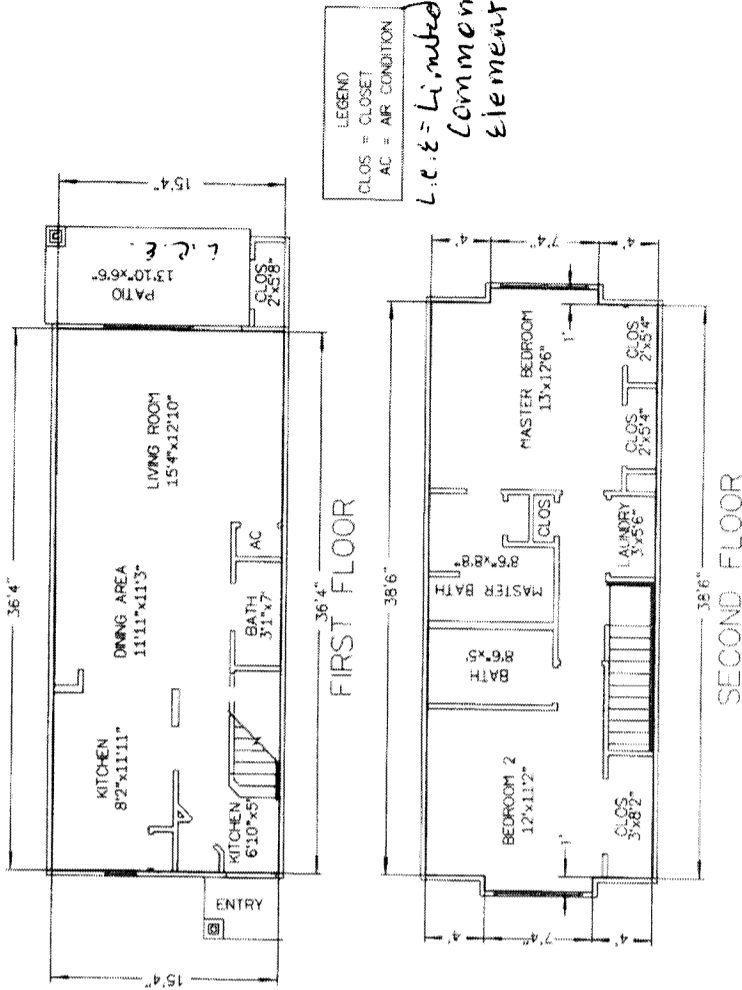 36'4"
15'4"
15'4"
KITCHEN
8'2"x11'11"
DINING AREA
11'11"x11'3"
LIVING ROOM
15'4"x12'10"
PATIO
13'10"x6'6"
L.C.E.
CLOS
2'x5'8"
ENTRY
KITCHEN
6'10"x5'
BATH
3'1"x7'
AC
36'4"
FIRST FLOOR
LEGEND
CLOS = CLOSET
AC = AIR CONDITION
L.C.E = Limited
Common
Element
38'6"
4'
7'4"
4'
4'
7'4"
4'
1'
1'
BEDROOM 2
12'x11'2"
BATH
8'6"x5'
MASTER BATH
8'6"x8'8"
CLOS
MASTER BEDROOM
13'x12'6"
CLOS
3'x8'2"
LAUNDRY
3'x5'6"
CLOS
2'x5'4"
CLOS
2'x5'4"
38'6"
SECOND FLOOR